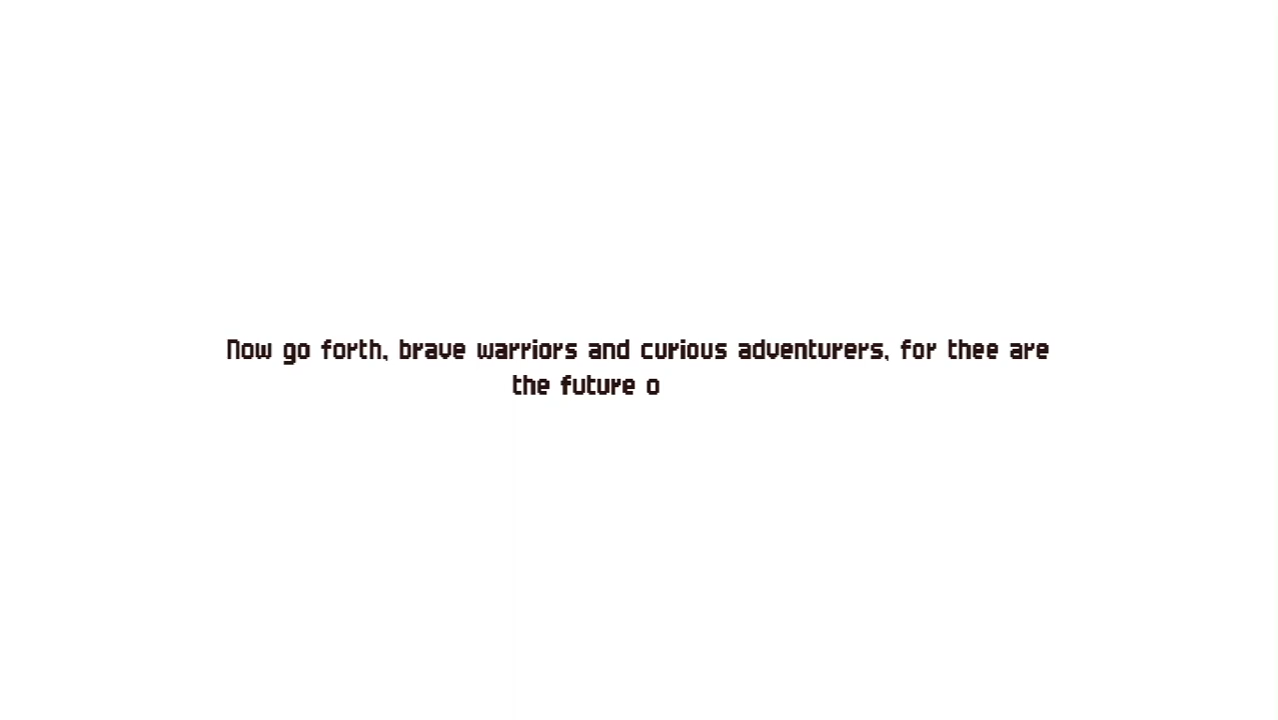 Now go forth, brave warriors and curious adventurers, for thee are
the future o